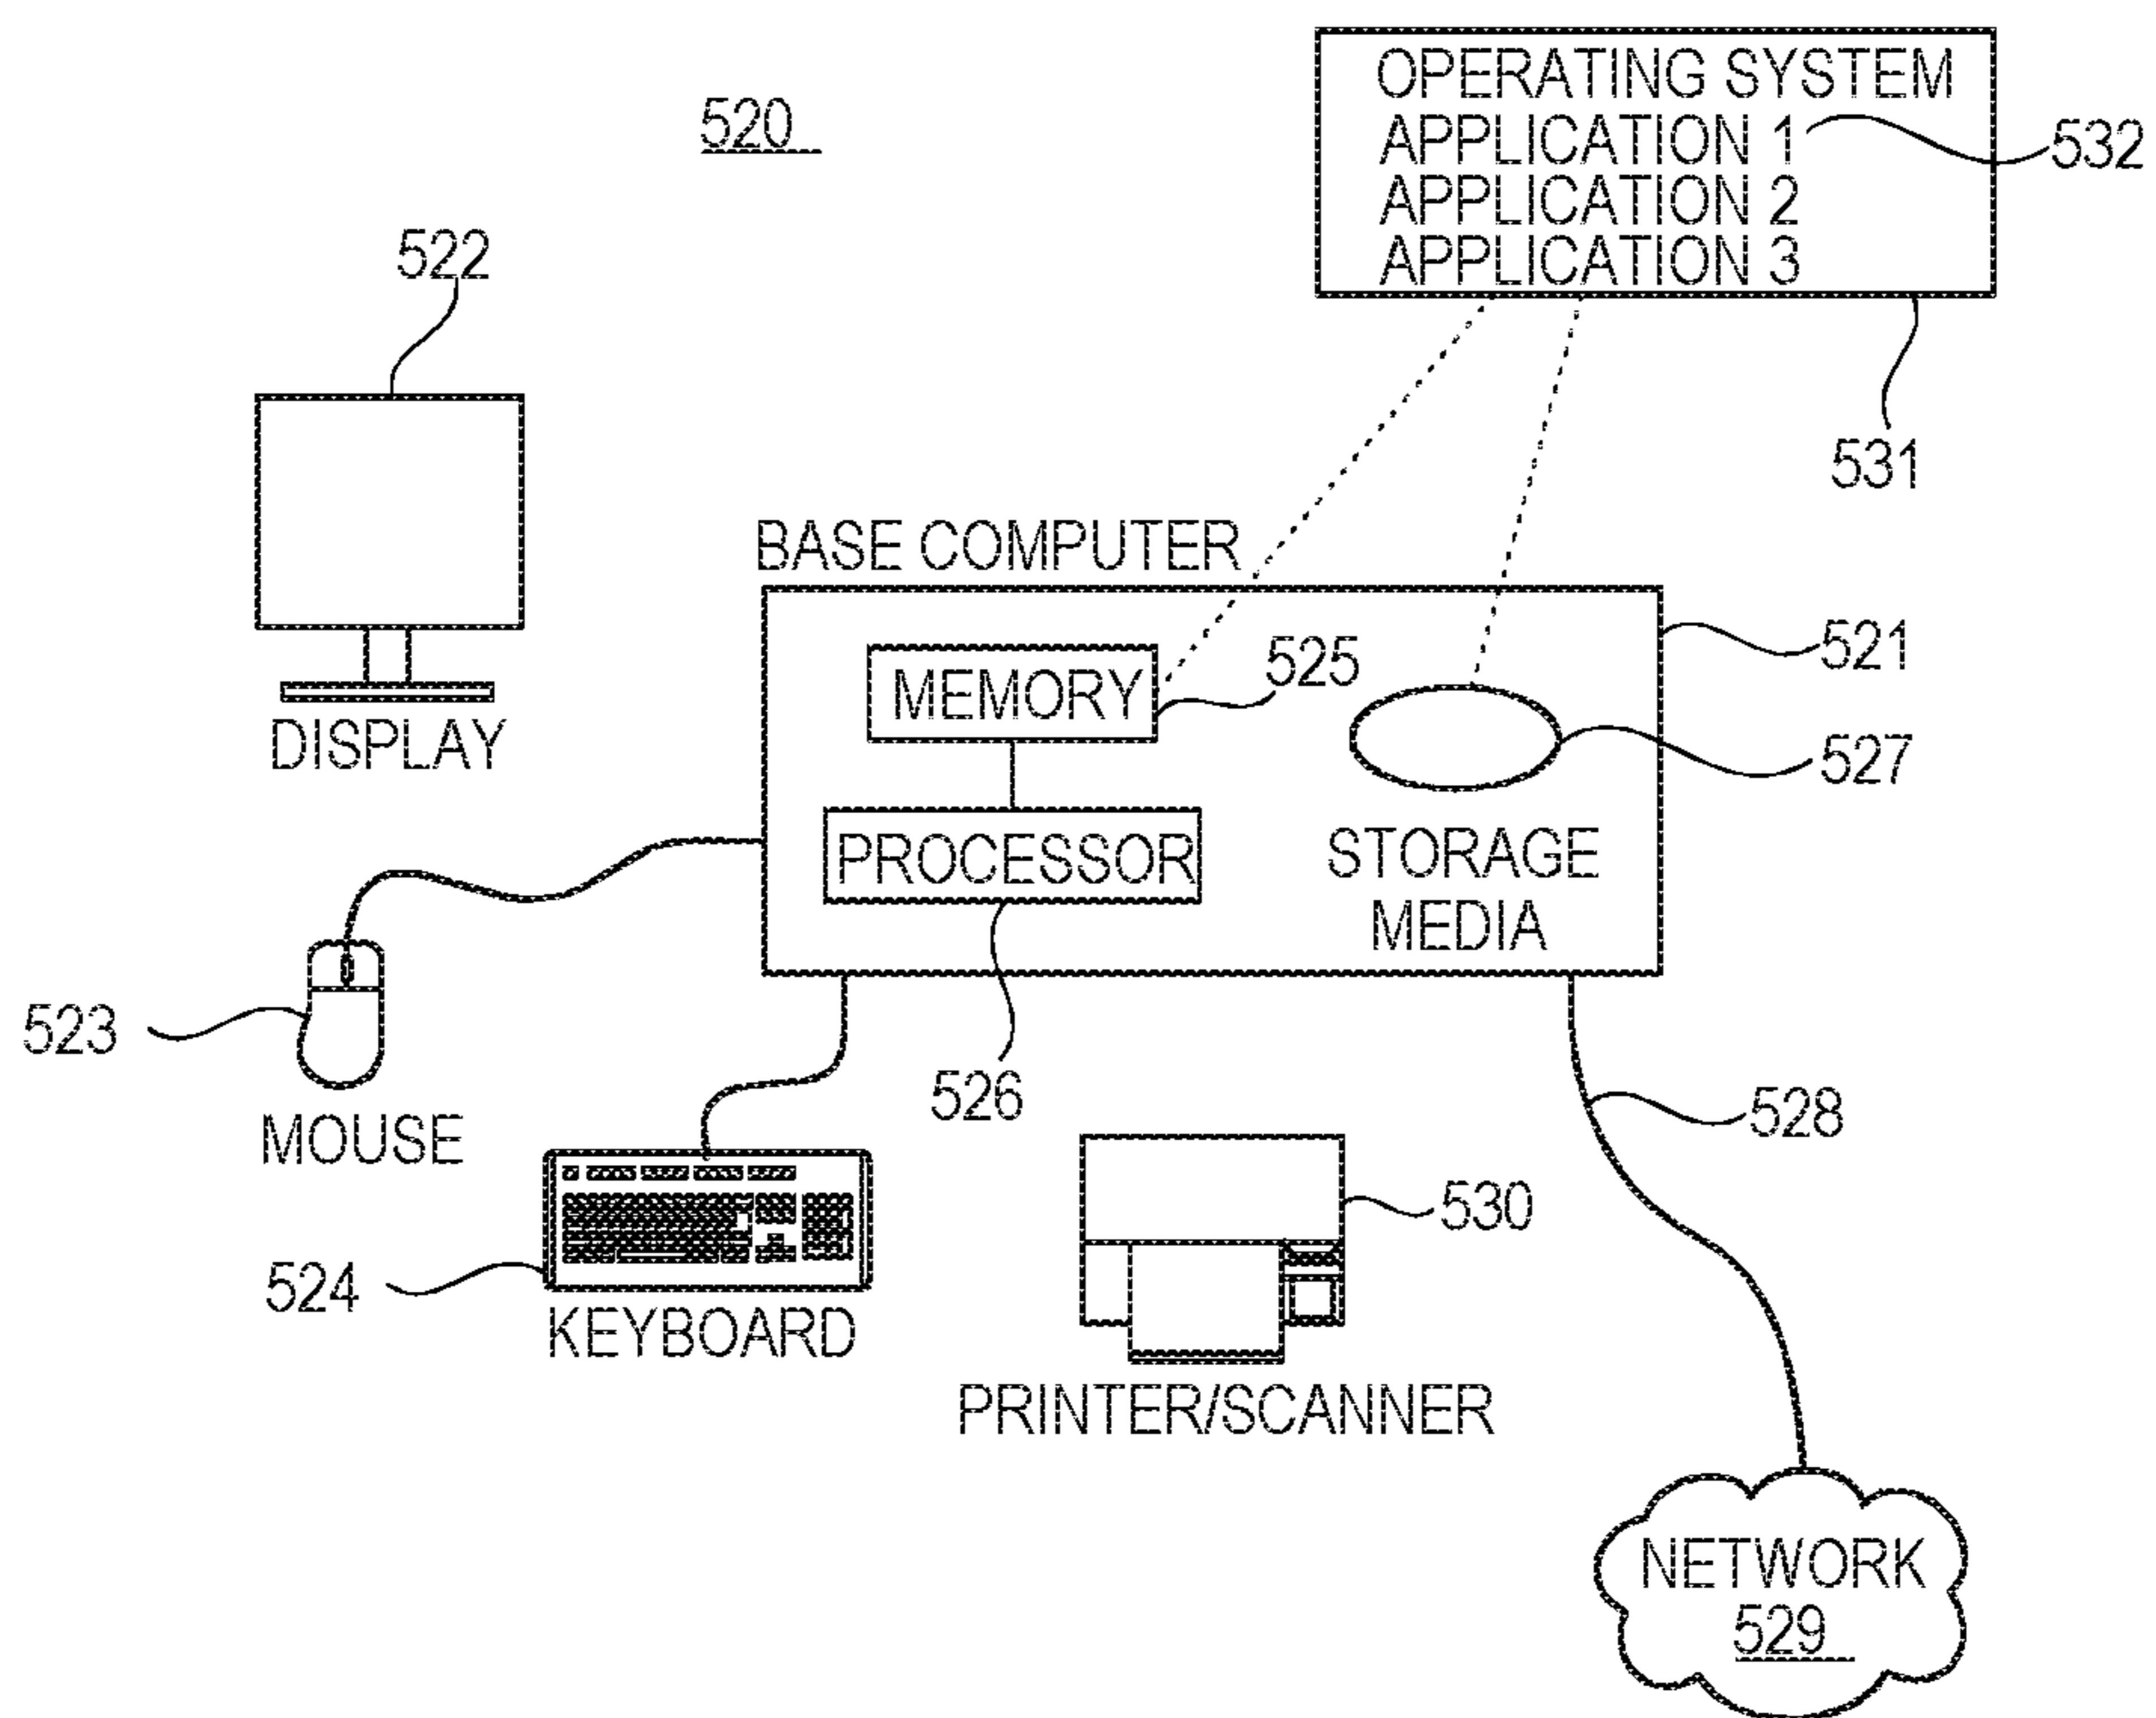 520
OPERATING SYSTEM
APPLICATION 1
532
APPLICATION 2
APPLICATION 3
522
531
BASE COMPUTER
521
MEMORY
525
DISPLAY
527
PROCESSOR
STORAGE
MEDIA
523
526
528
MOUSE
530
524
KEYBOARD
PRINTER/SCANNER
NETWORK
529